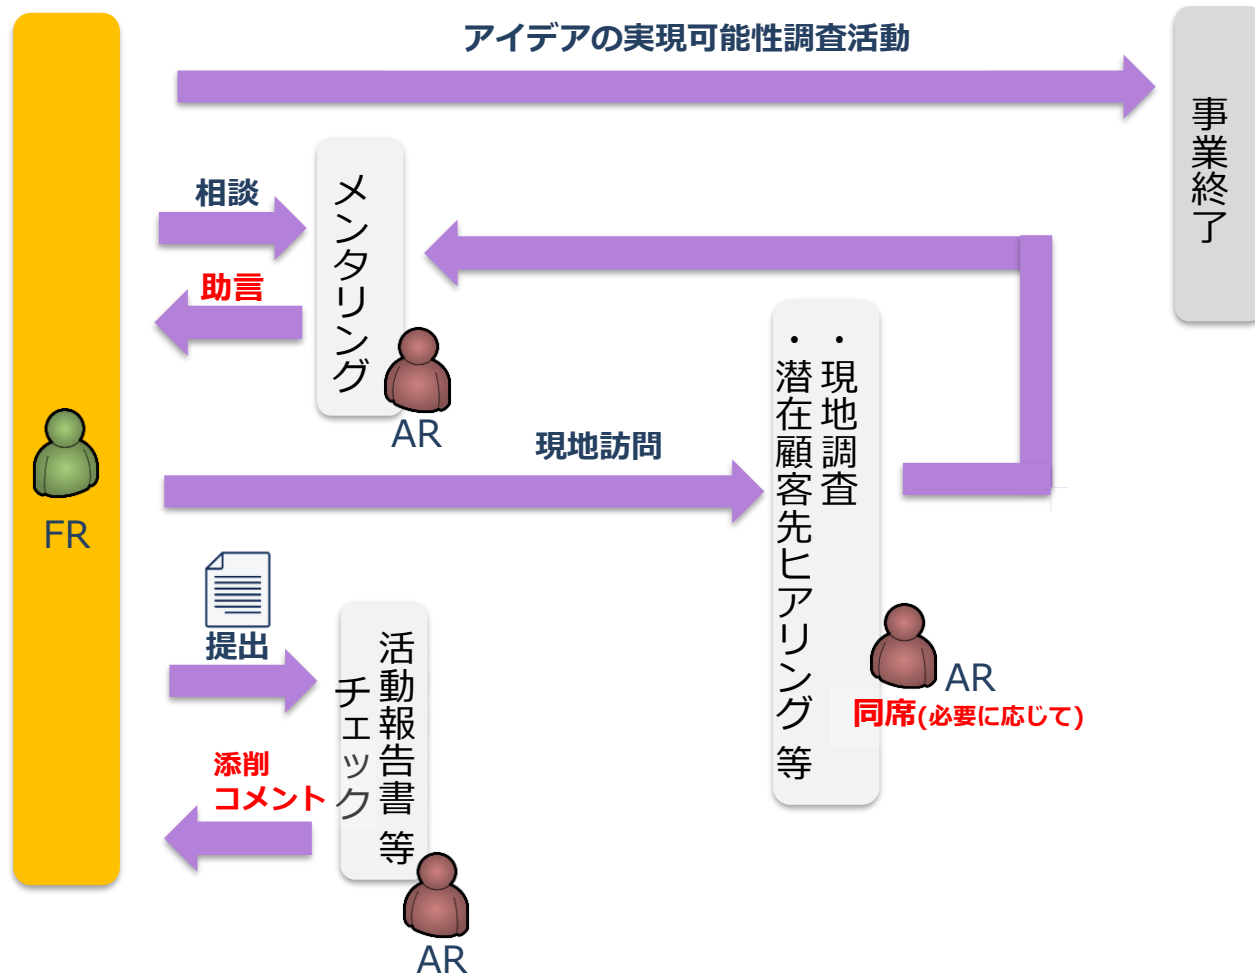 アイデアの実現可能性調査活動
事業終了
相談
助言
メンタリング
AR
FR
現地訪問
・現地調査
・潜在顧客先ヒアリング 等
AR
同席(必要に応じて)
提出
添削
コメント
活動報告書 等
チェック
AR